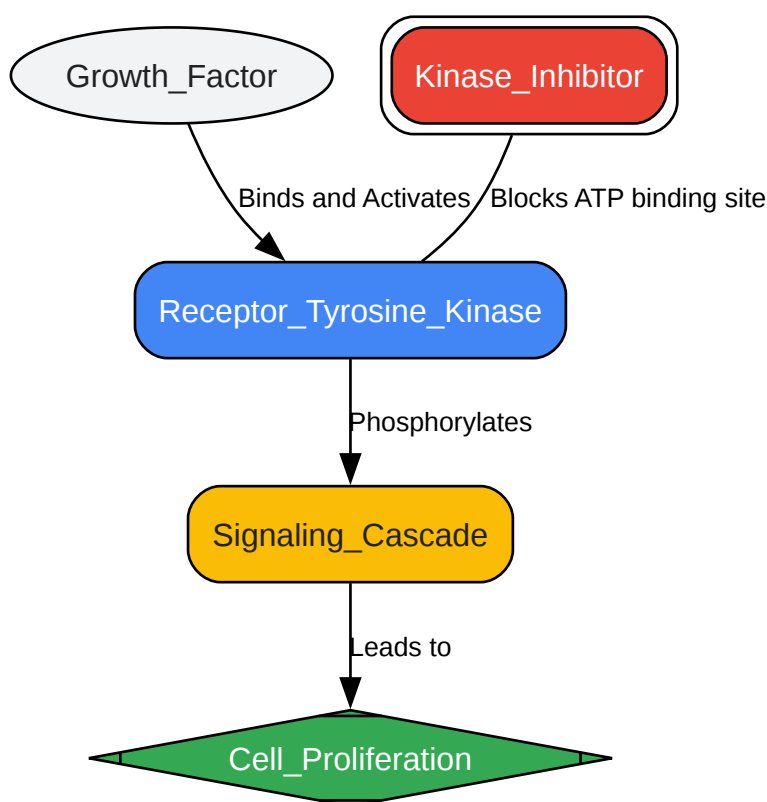 Growth_Factor
Kinase_Inhibitor
Binds and Activates
Blocks ATP binding site
Receptor_Tyrosine_Kinase
Phosphorylates
Signaling_Cascade
Leads to
Cell_Proliferation